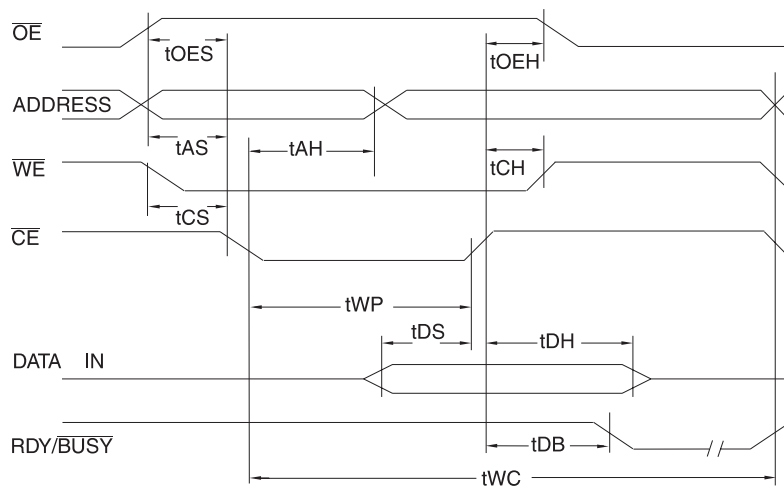 OE
tOES
tOEH
ADDRESS
tAS
tAH
WE
tCH
tCS
CE
tWP
tDS
tDH
DATA IN
RDY/BUSY
tDB
tWC